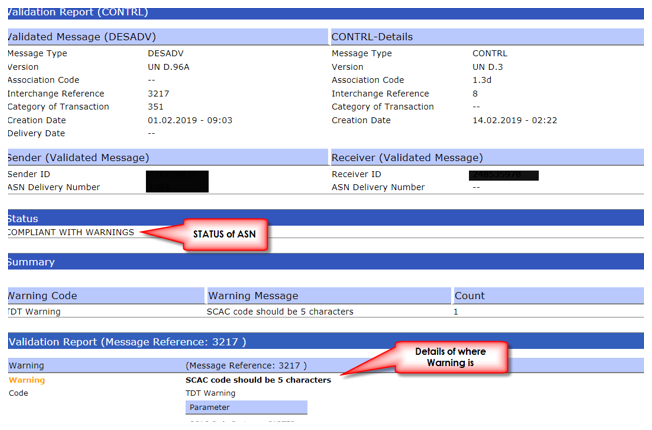 Validation Report (CONTRL)
Validated Message (DESADV) CONTRL-Details
Message Type DESADV Message Type CONTRL
Version UN D.96A Version UN D.3
Association Code -- Association Code 1.3d
Interchange Reference 3217 Interchange Reference 8
Category of Transaction 351 Category of Transaction --
Creation Date 01.02.2019 - 09:03 Creation Date 14.02.2019 - 02:22
Delivery Date --
Sender (Validated Message) Receiver (Validated Message)
Sender ID Receiver ID
ASN Delivery Number ASN Delivery Number --
Status
COMPLIANT WITH WARNINGS
STATUS of ASN
Summary
Warning Code Warning Message Count
TDT Warning SCAC code should be 5 characters 1
Validation Report (Message Reference: 3217 )
Details of where
Warning is
Warning (Message Reference: 3217 )
Warning SCAC code should be 5 characters
Code TDT Warning
Parameter